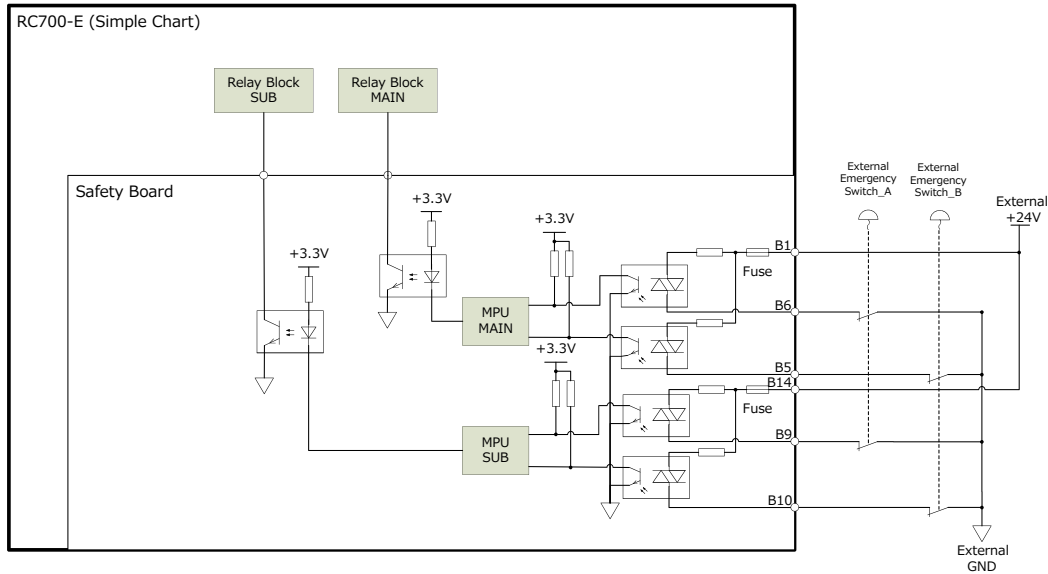 RC700-E (Simple Chart)
Relay Block
SUB
Relay Block
MAIN
Safety Board
+3.3V
+3.3V
+3.3V
MPU
MAIN
+3.3V
MPU
SUB
Fuse
Fuse
B1
B6
B5
B14
B9
B10
External
Emergency
Switch_A
External
Emergency
Switch_B
External
+24V
External
GND